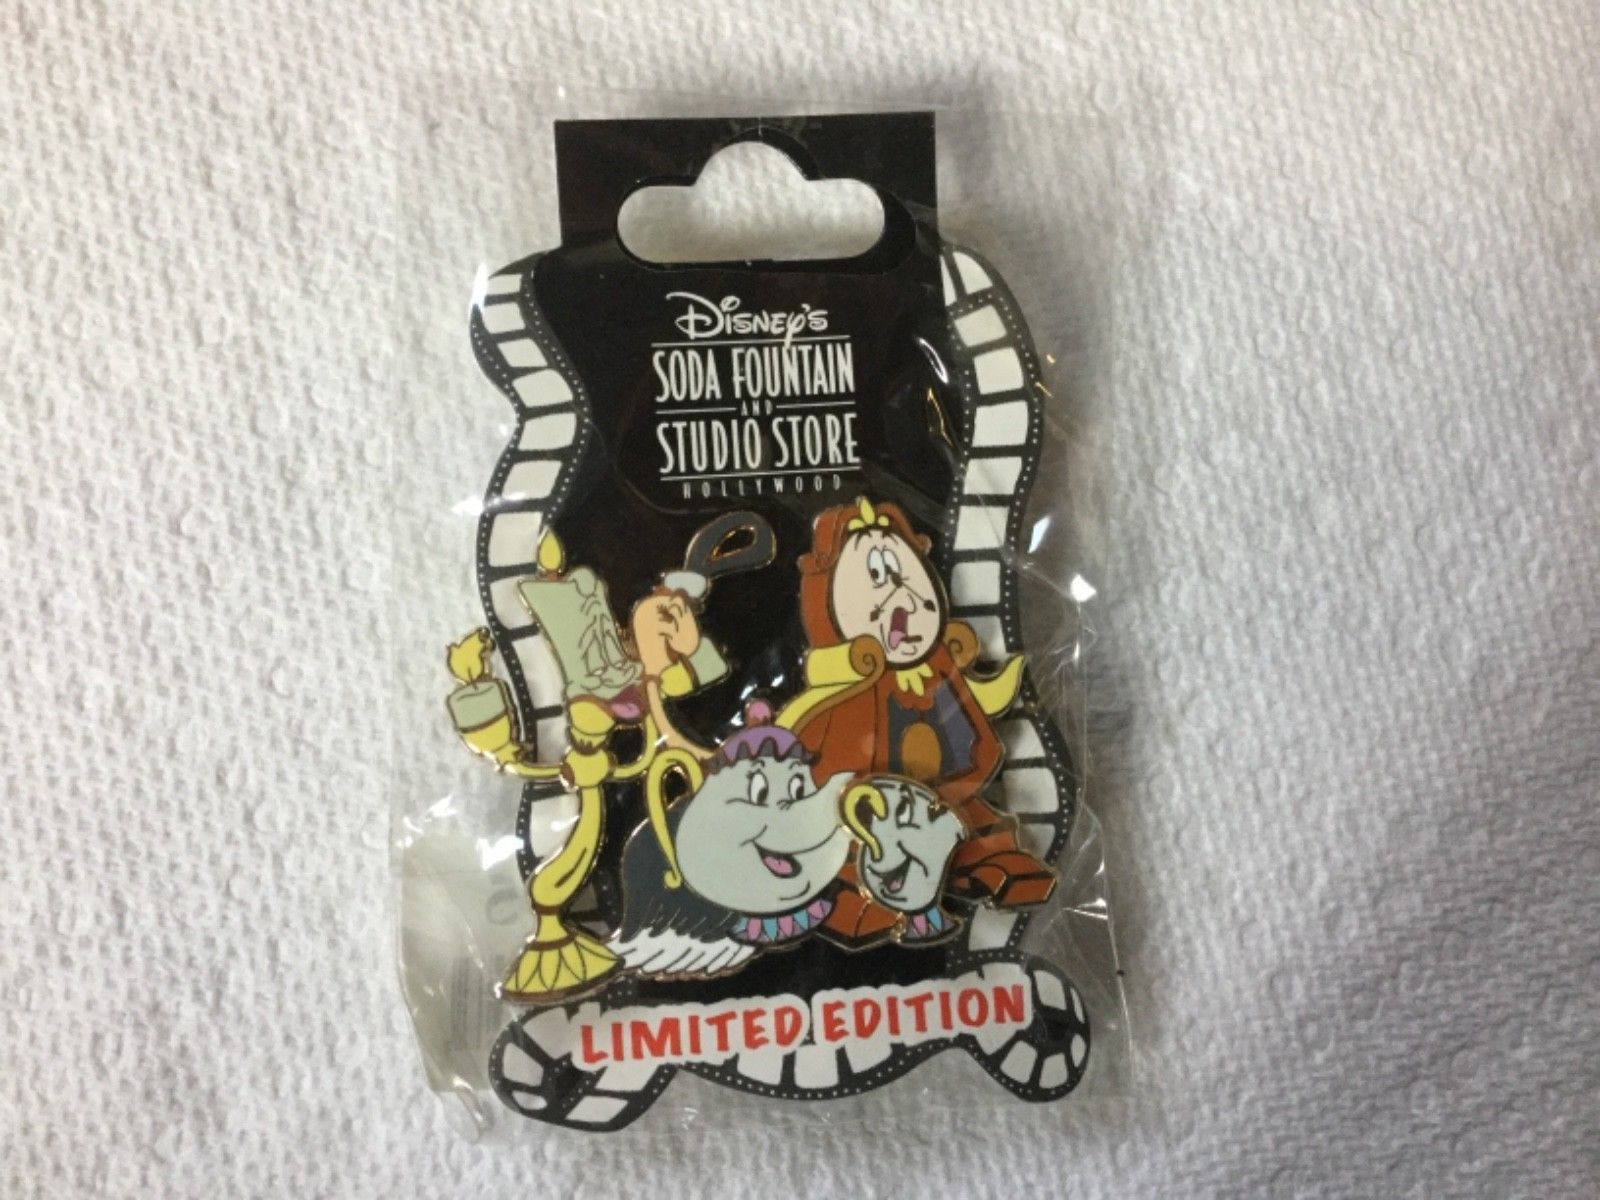 Disney's
SODA FOUNTAIN
AND
STUDIO STORE
HOLLYWOOD
LIMITED EDITION